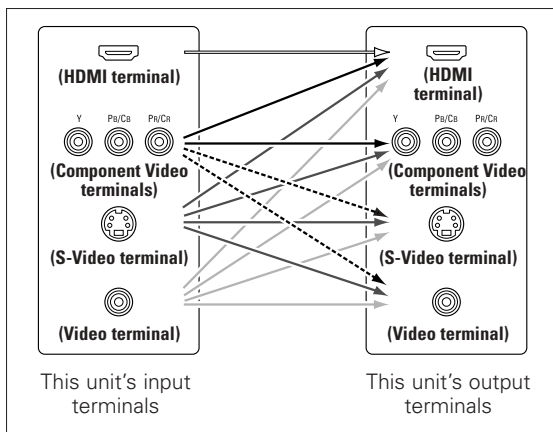 (HDMI terminal)
Y PB/CB PR/CR
(Component Video
terminals)
(S-Video terminal)
(Video terminal)
This unit's input
terminals
(HDMI
terminal)
Y PB/CB PR/CR
(Component Video
terminals)
(S-Video terminal)
(Video terminal)
This unit's output
terminals